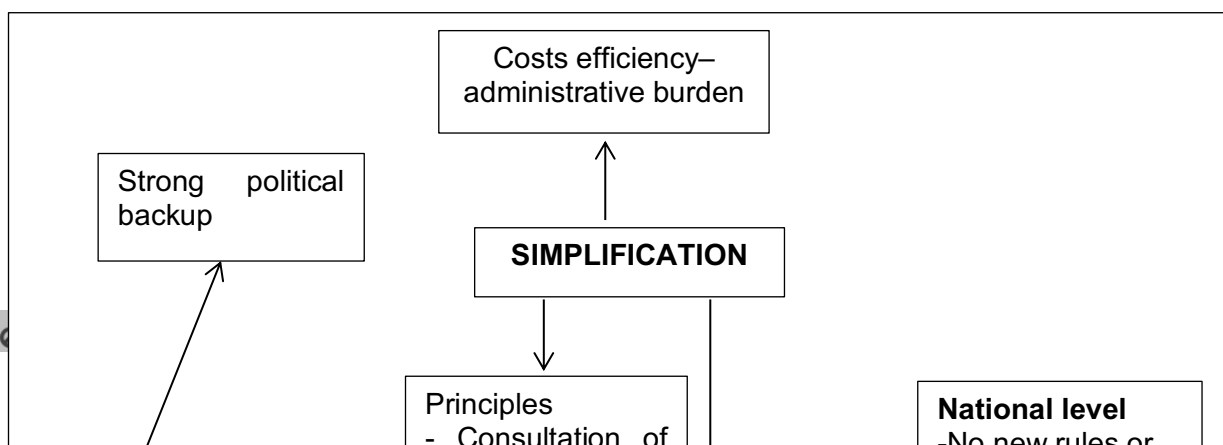 Costs efficiency–
administrative burden
Strong political
backup
SIMPLIFICATION
Principles
- Consultation of
National level
-No new rules or